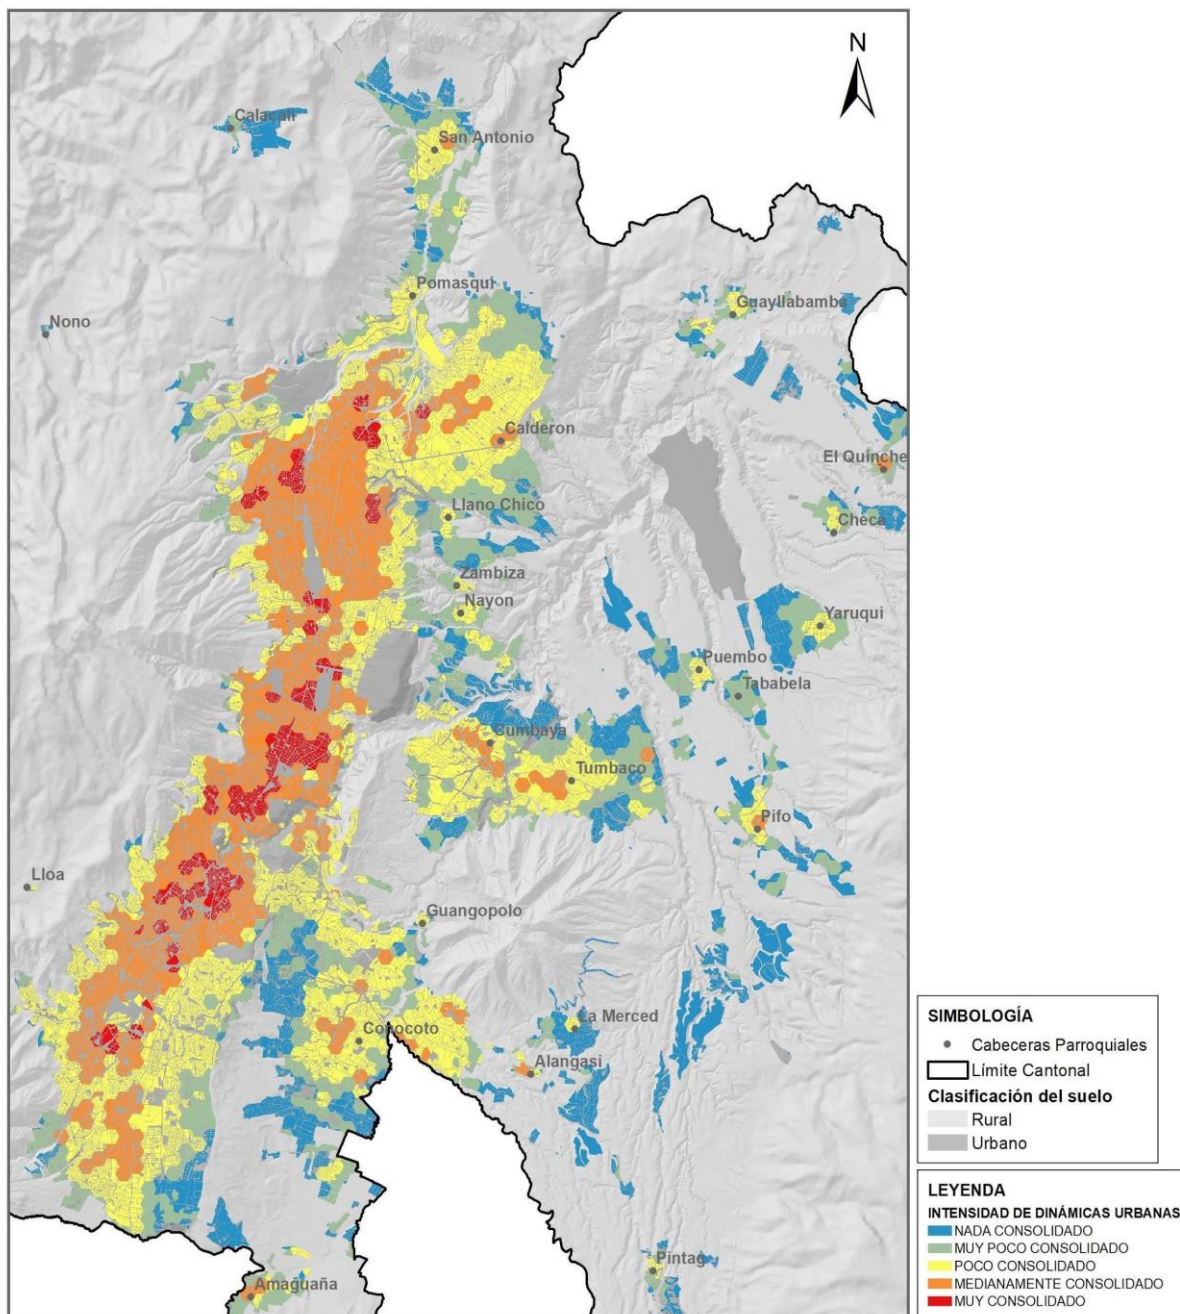 N
Calacali
San Antonio
Pomasqui
Guayllabamba
Nono
Calderon
El Quinche
Llano Chico
Checa
Zambiza
Nayon
Yaruqui
Puembo
Tababela
Cumbaya
Tumbaco
Pifo
Lloa
Guangopolo
La Merced
Conocoto
Alangasi
Pintag
Amaguaña
SIMBOLOGÍA
Cabeceras Parroquiales
Límite Cantonal
Clasificación del suelo
Rural
Urbano
LEYENDA
INTENSIDAD DE DINÁMICAS URBANAS
NADA CONSOLIDADO
MUY POCO CONSOLIDADO
POCO CONSOLIDADO
MEDIANAMENTE CONSOLIDADO
MUY CONSOLIDADO